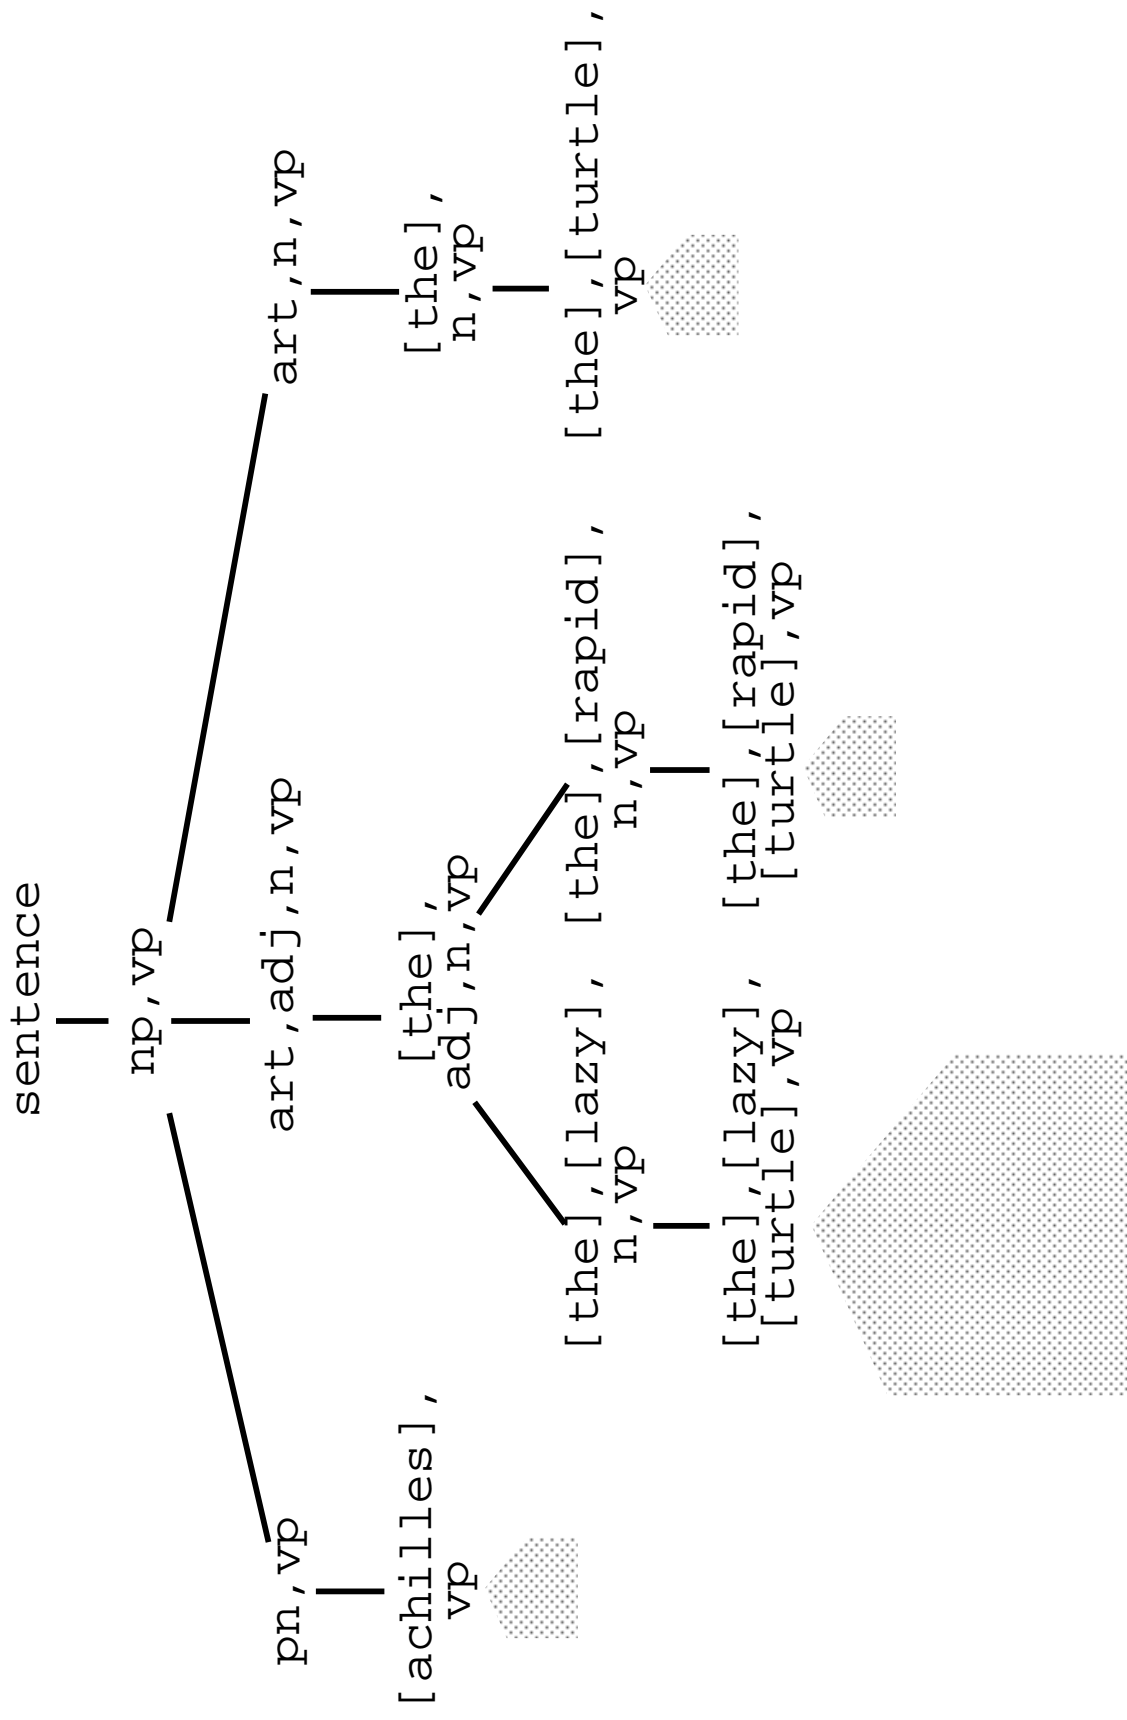 sentence
np,vp
pn,vp
art,adj,n,vp
art,n,vp
[achilles],
vp
[the],
adj,n,vp
[the],
n,vp
[the],[lazy],
n,vp
[the],[rapid],
n,vp
[the],[turtle],
vp
[the],[lazy],
[turtle],vp
[the],[rapid],
[turtle],vp